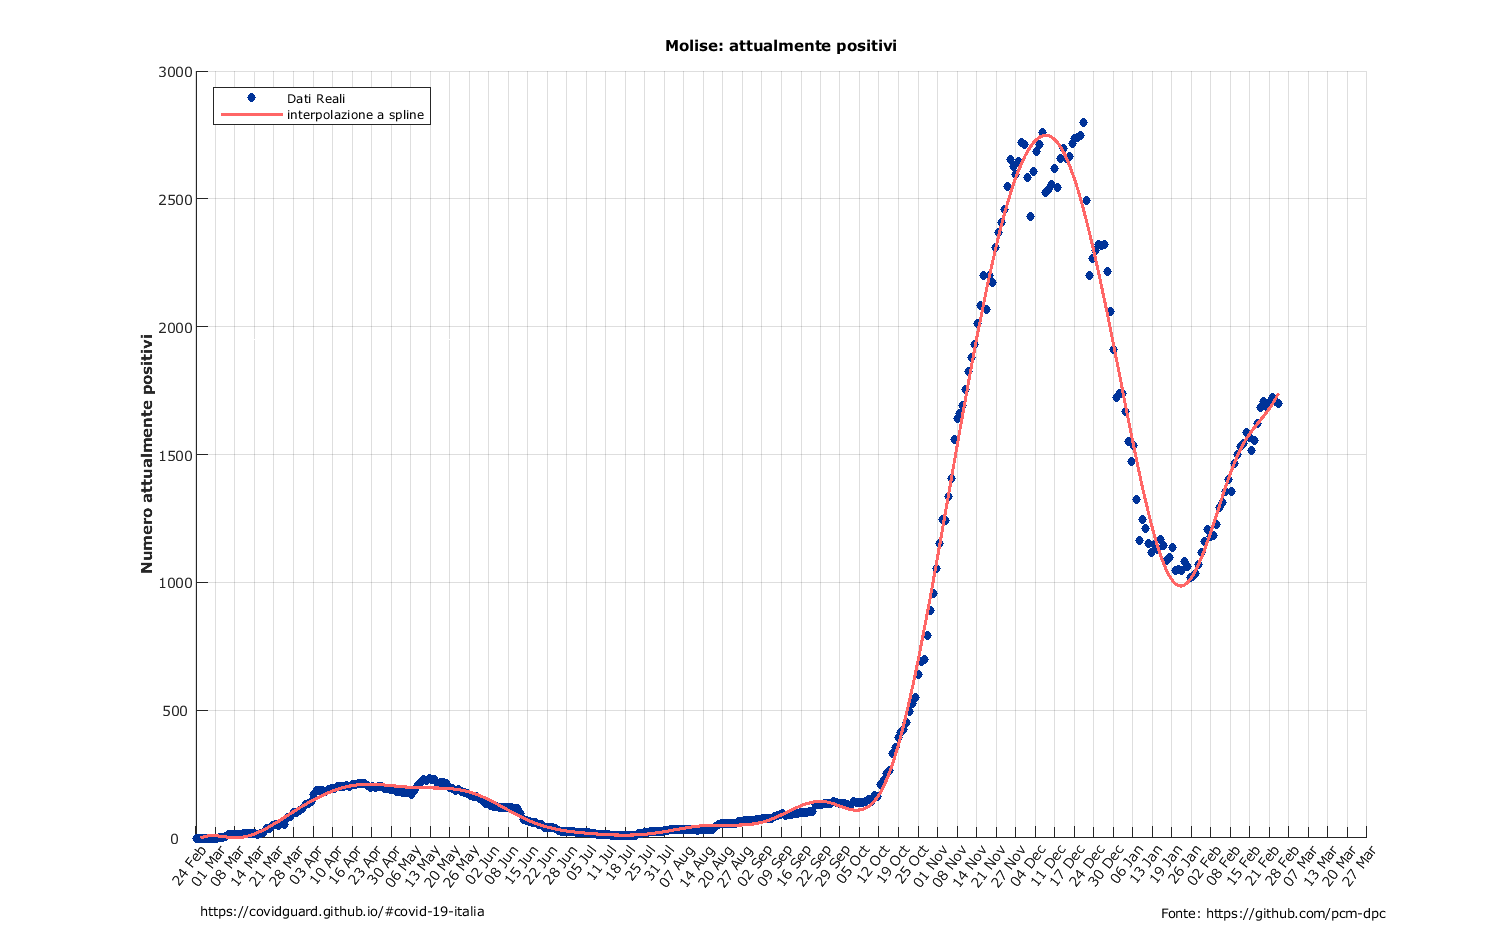 Molise: attualmente positivi
Dati Reali
interpolazione a spline
Numero attualmente positivi
3000
2500
2000
1500
1000
500
0
24 Feb
01 Mar
08 Mar
14 Mar
21 Mar
28 Mar
03 Apr
10 Apr
16 Apr
23 Apr
30 Apr
06 May
13 May
20 May
26 May
02 Jun
08 Jun
15 Jun
22 Jun
28 Jun
05 Jul
11 Jul
18 Jul
25 Jul
31 Jul
07 Aug
14 Aug
20 Aug
27 Aug
02 Sep
09 Sep
16 Sep
22 Sep
29 Sep
05 Oct
12 Oct
19 Oct
25 Oct
01 Nov
08 Nov
14 Nov
21 Nov
27 Nov
04 Dec
11 Dec
17 Dec
24 Dec
30 Dec
06 Jan
13 Jan
19 Jan
26 Jan
02 Feb
08 Feb
15 Feb
21 Feb
28 Feb
07 Mar
13 Mar
20 Mar
27 Mar
https://covidguard.github.io/#covid-19-italia
Fonte: https://github.com/pcm-dpc